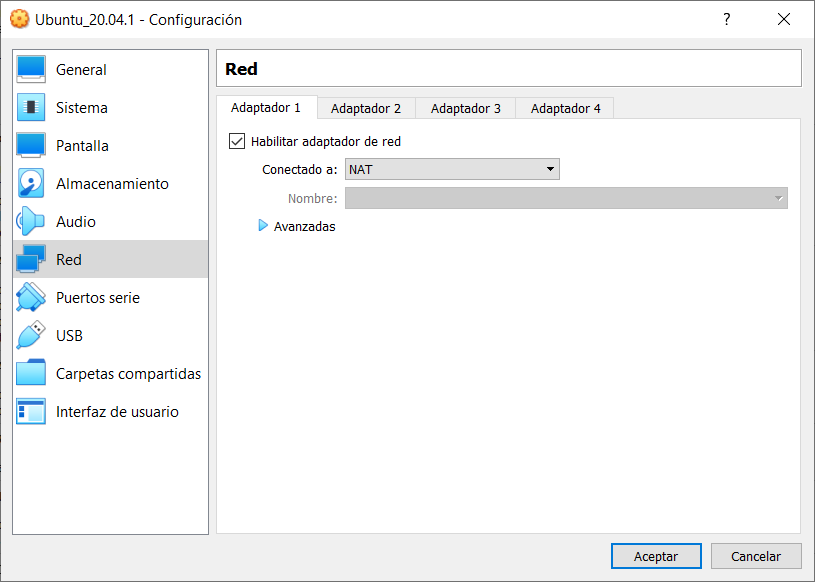 Ubuntu_20.04.1 - Configuración
?
General
Sistema
Pantalla
Almacenamiento
Audio
Red
Puertos serie
USB
Carpetas compartidas
Interfaz de usuario
Red
Adaptador 1 Adaptador 2 Adaptador 3 Adaptador 4
Habilitar adaptador de red
Conectado a: NAT
Nombre:
Avanzadas
Aceptar Cancelar